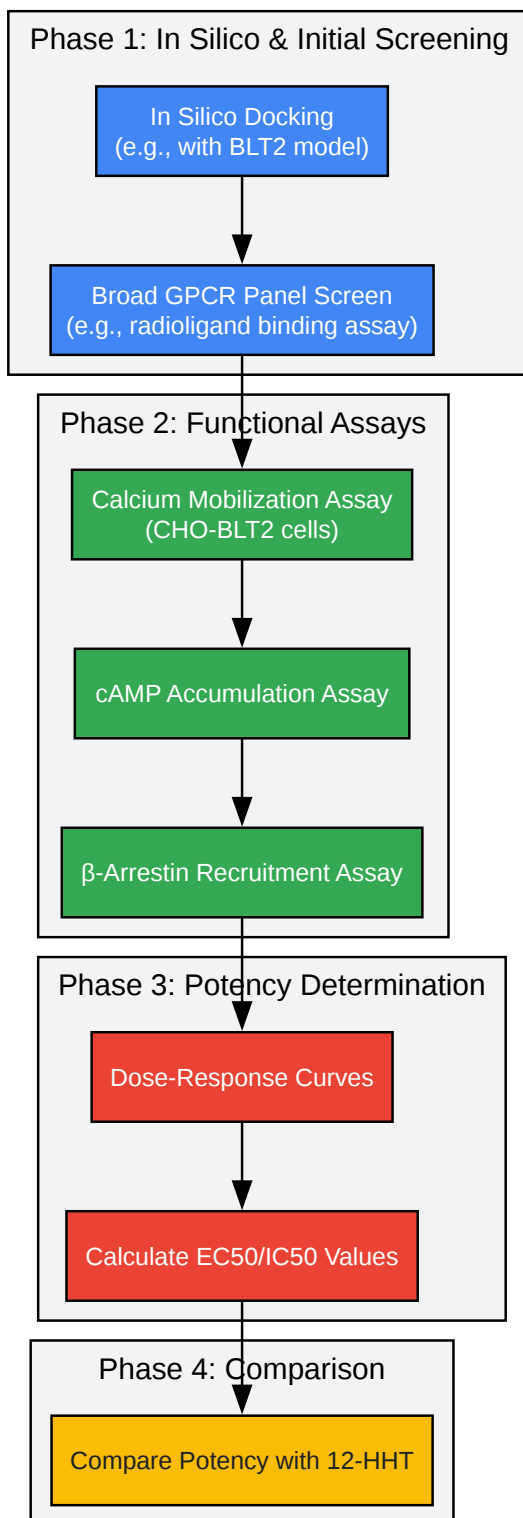 Phase 1: In Silico & Initial Screening
In Silico Docking
(e.g., with BLT2 model)
Broad GPCR Panel Screen
(e.g., radioligand binding assay)
Phase 2: Functional Assays
Calcium Mobilization Assay
(CHO-BLT2 cells)
cAMP Accumulation Assay
β-Arrestin Recruitment Assay
Phase 3: Potency Determination
Dose-Response Curves
Calculate EC50/IC50 Values
Phase 4: Comparison
Compare Potency with 12-HHT